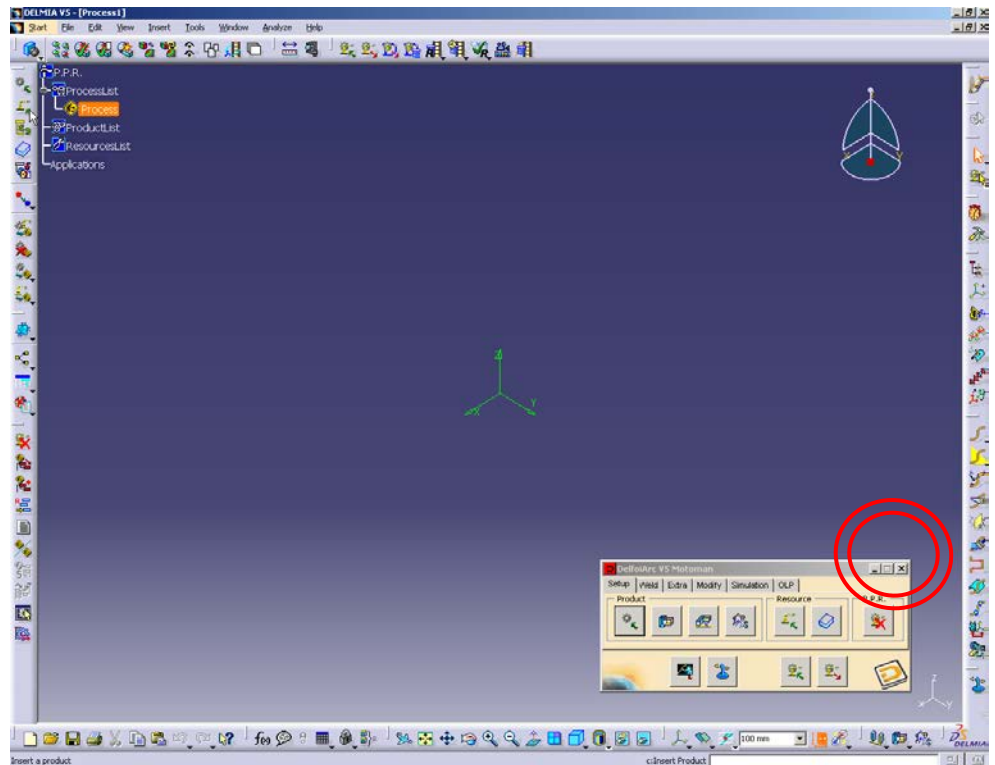 DELMIA V5 - [Process1]
Start File Edit View Insert Tools Window Analyze Help
P.P.R.
ProcessList
Process
ProductList
ResourcesList
Applications
Z
X
Y
X Y
DelfoiArc V5 Motoman
Setup Weld Extra Modify Simulation OLP
Product Resource P.P.R.
Z
X Y
f(x) 100 mm
DELMIA
Insert a product c:Insert Product